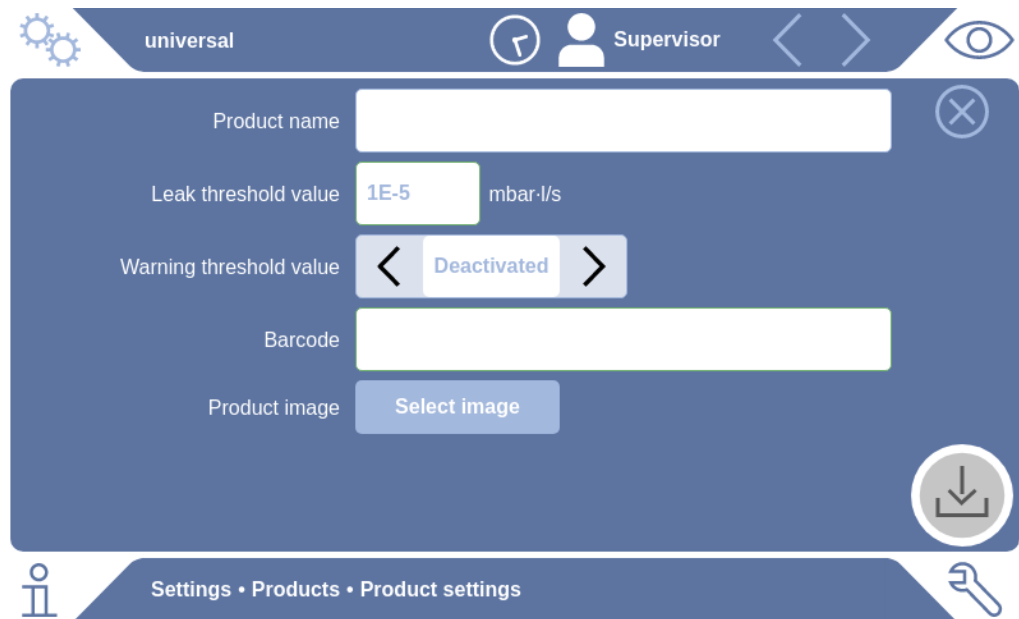 universal
Supervisor
Product name
Leak threshold value 1E-5 mbar·l/s
Warning threshold value Deactivated
Barcode
Product image Select image
Settings • Products • Product settings